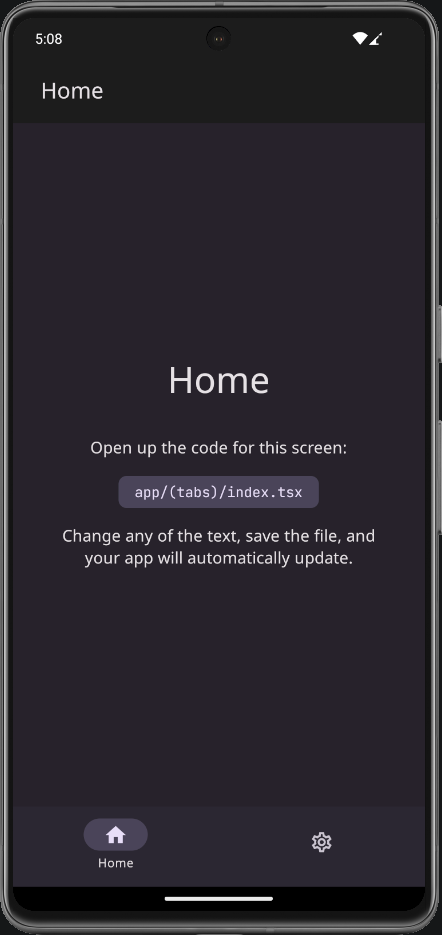 5:08
Home
Home
Open up the code for this screen:
app/(tabs)/index.tsx
Change any of the text, save the file, and
your app will automatically update.
Home